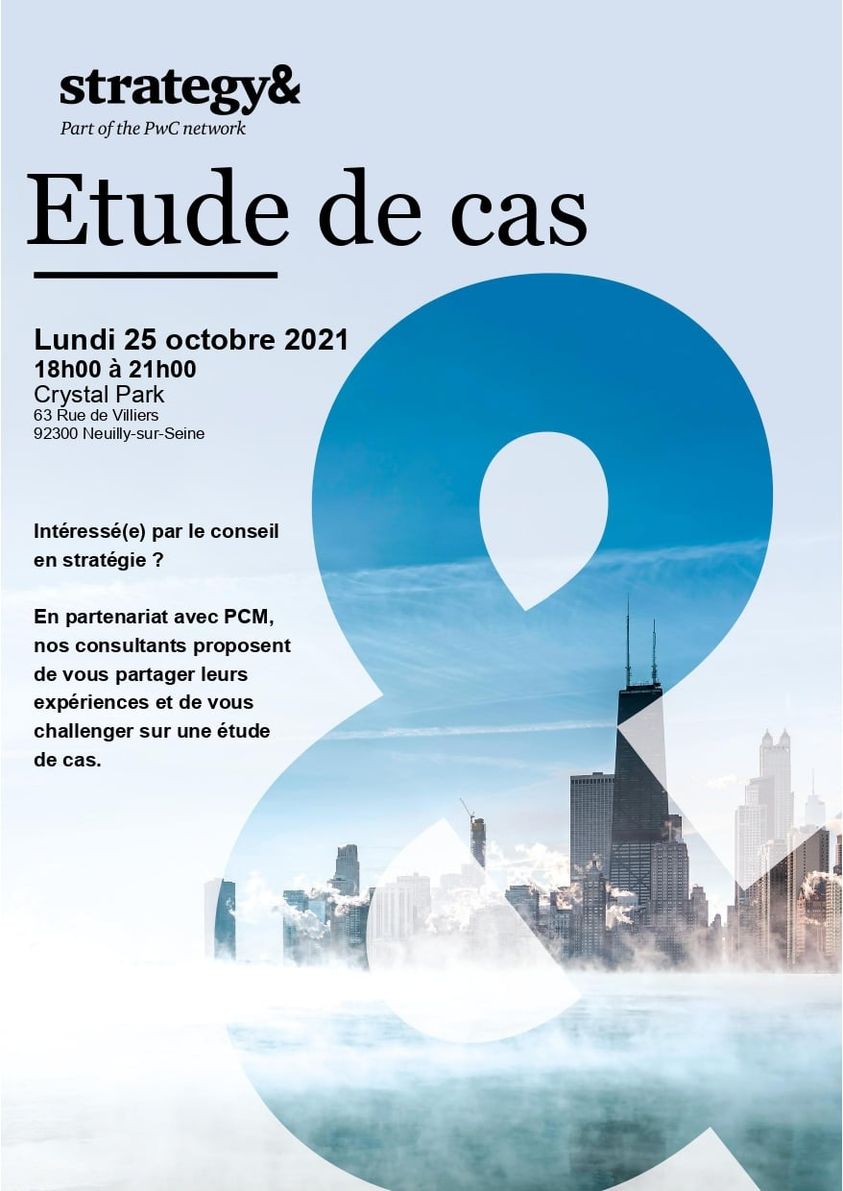 strategy&
Part of the PwC network
Etude de cas
Lundi 25 octobre 2021
18h00 à 21h00
Crystal Park
63 Rue de Villiers
92300 Neuilly-sur-Seine
Intéressé(e) par le conseil
en stratégie ?
En partenariat avec PCM,
nos consultants proposent
de vous partager leurs
expériences et de vous
challenger sur une étude
de cas.